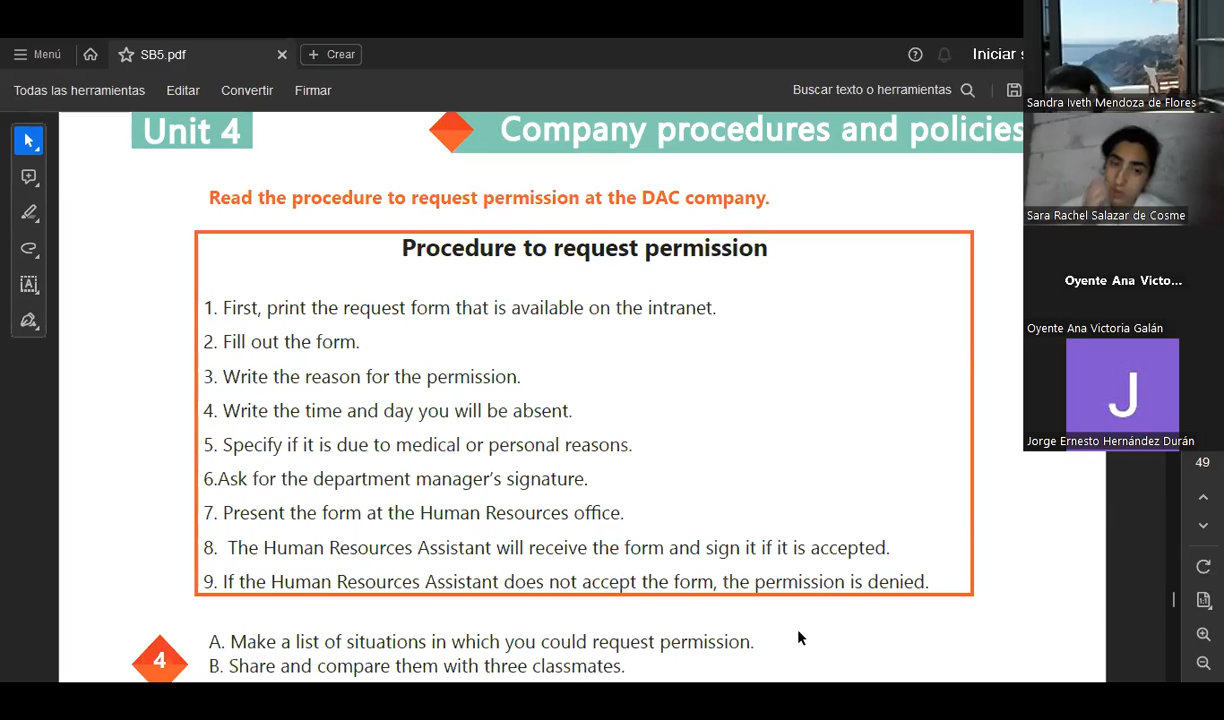 Menú
SB5.pdf
Crear
Iniciar s
Todas las herramientas
Editar
Convertir
Firmar
Buscar texto o herramientas
Unit 4
Company procedures and policies
Read the procedure to request permission at the DAC company.
Procedure to request permission
1. First, print the request form that is available on the intranet.
2. Fill out the form.
3. Write the reason for the permission.
4. Write the time and day you will be absent.
5. Specify if it is due to medical or personal reasons.
6.Ask for the department manager's signature.
7. Present the form at the Human Resources office.
8. The Human Resources Assistant will receive the form and sign it if it is accepted.
9. If the Human Resources Assistant does not accept the form, the permission is denied.
4
A. Make a list of situations in which you could request permission.
B. Share and compare them with three classmates.
Sandra Iveth Mendoza de Flores
Sara Rachel Salazar de Cosme
Oyente Ana Victo...
Oyente Ana Victoria Galán
J
Jorge Ernesto Hernández Durán
49
1:1